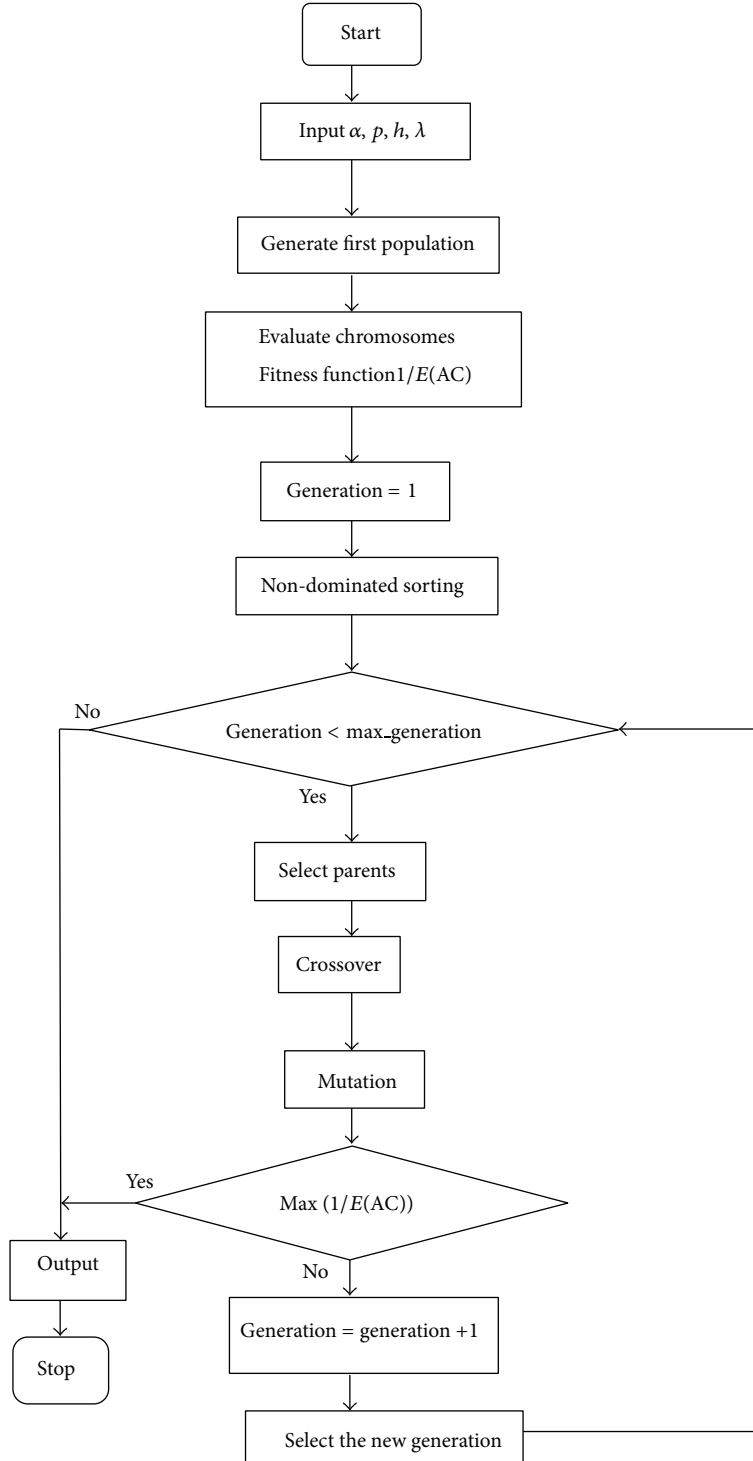 Start
Input α, p, h, λ
Generate first population
Evaluate chromosomes
Fitness function1/E(AC)
Generation = 1
Non-dominated sorting
No
Generation < max_generation
Yes
Select parents
Crossover
Mutation
Yes
Max (1/E(AC))
Output
No
Generation = generation +1
Stop
Select the new generation